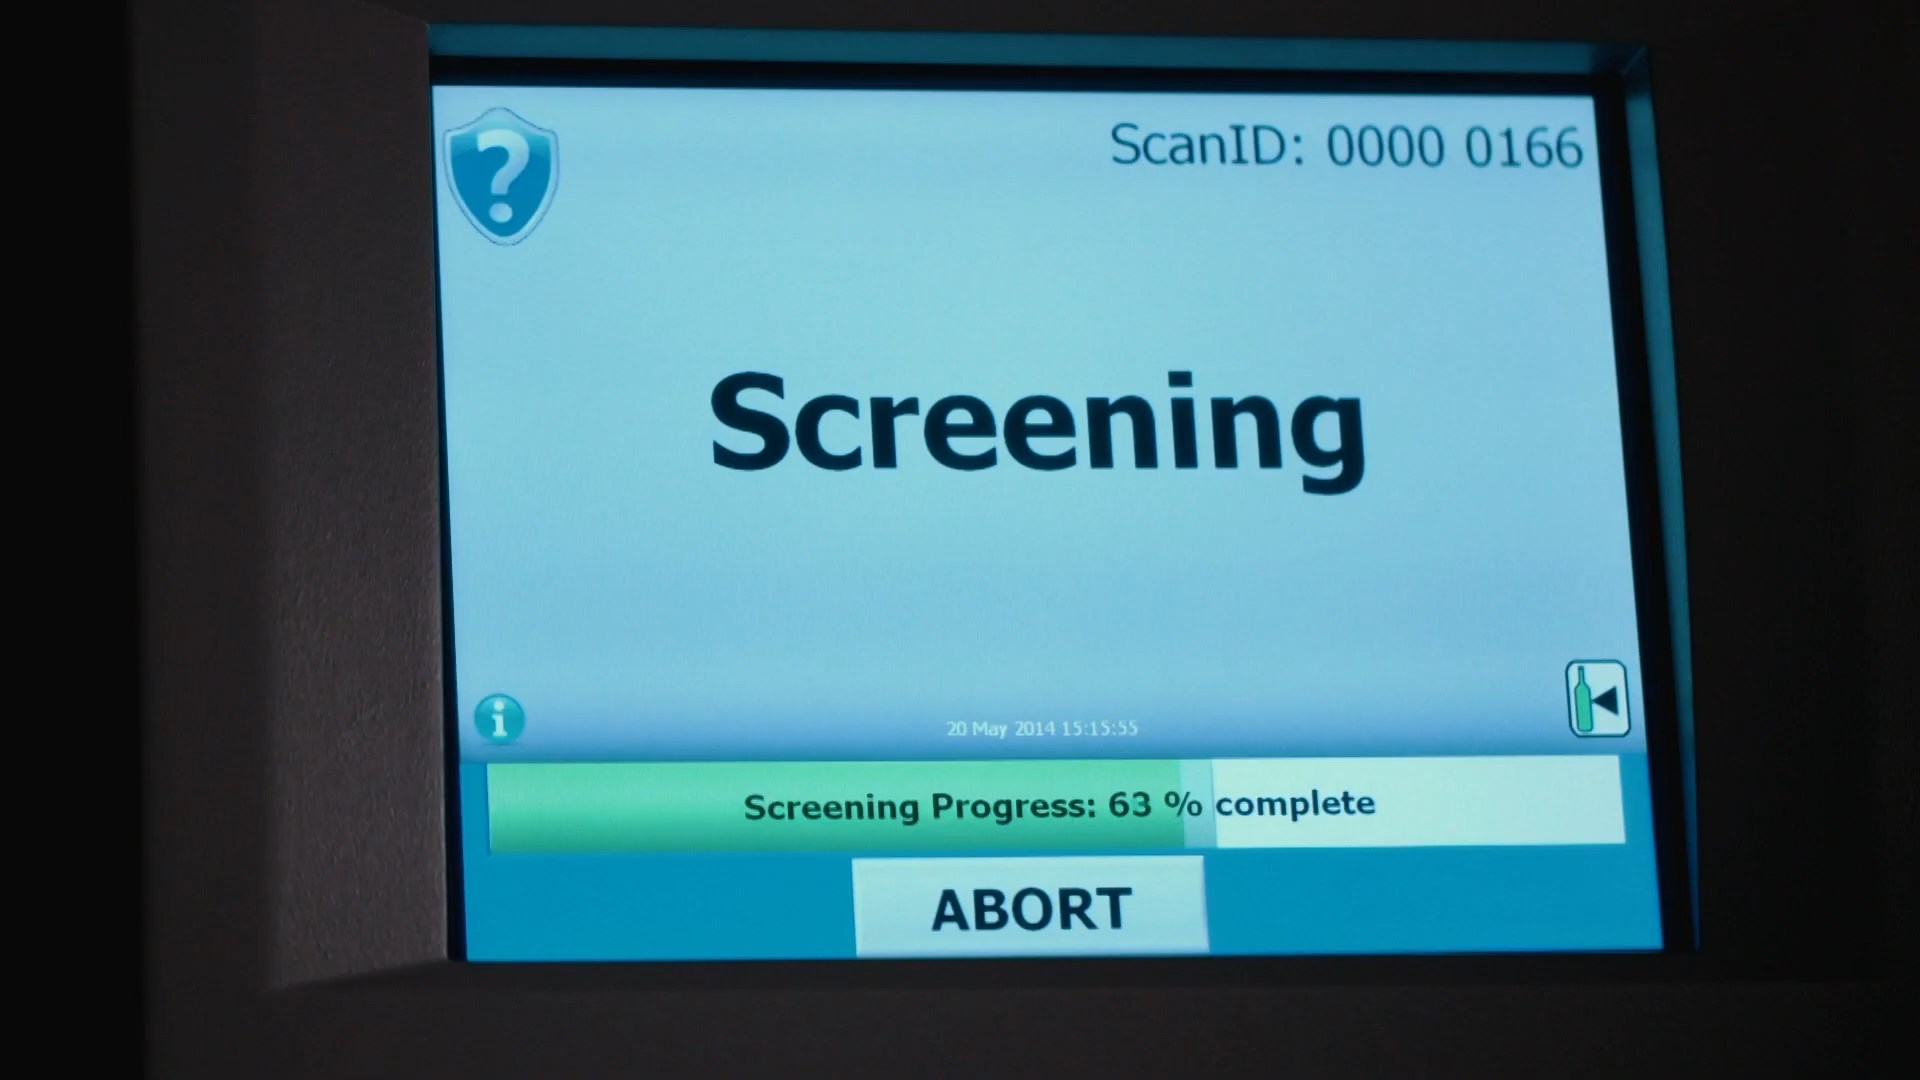 ScanID: 0000 0166
Screening
20 May 2014 15:15:55
Screening Progress: 63 % complete
ABORT